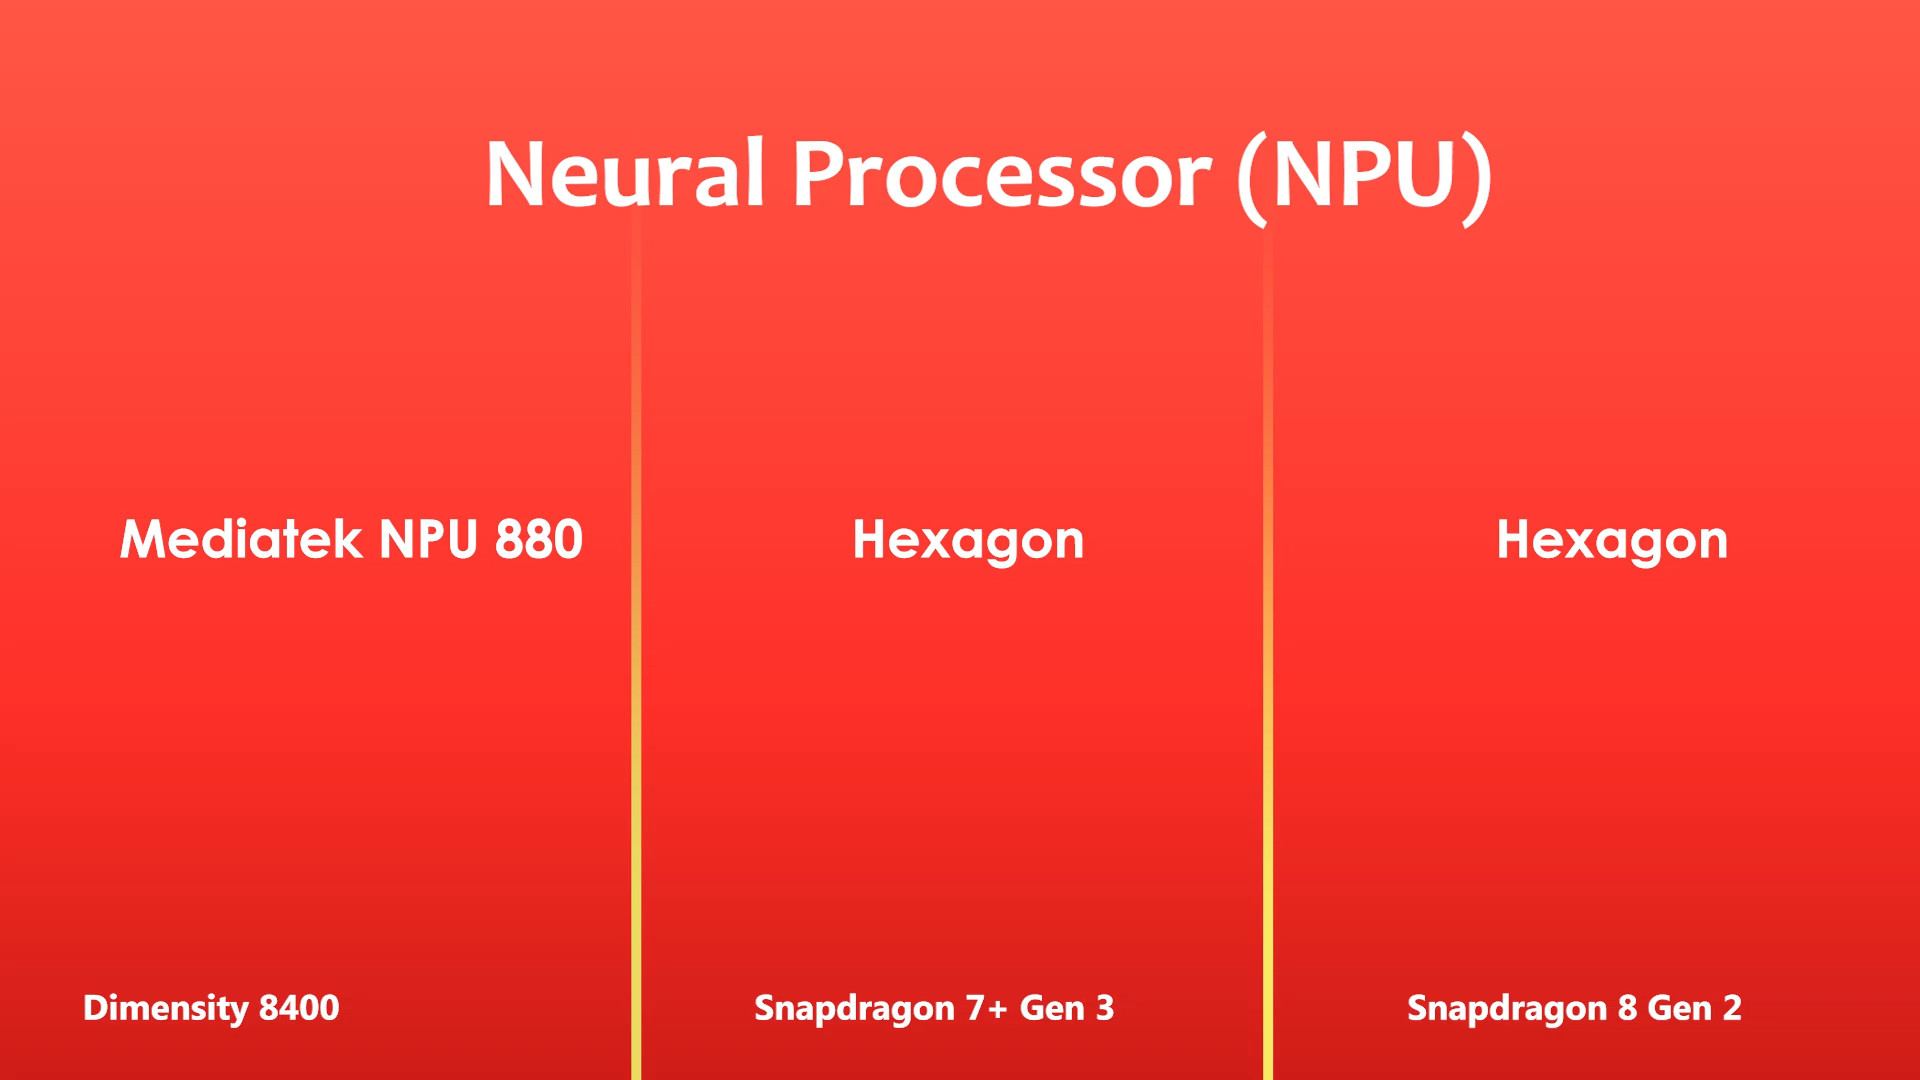 Neural Processor (NPU)
Mediatek NPU 880
Hexagon
Hexagon
Dimensity 8400
Snapdragon 7+ Gen 3
Snapdragon 8 Gen 2